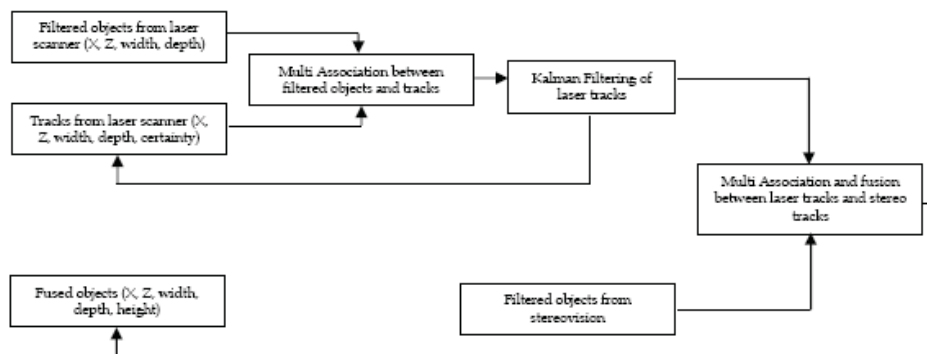 Filtered objects from laser
scanner (X, Z, width, depth)
Multi Association between
filtered objects and tracks
Kalman Filtering of
laser tracks
Tracks from laser scanner (X,
Z, width, depth, certainty)
Multi Association and fusion
between laser tracks and stereo
tracks
Fused objects (X, Z, width,
depth, height)
Filtered objects from
stereovision